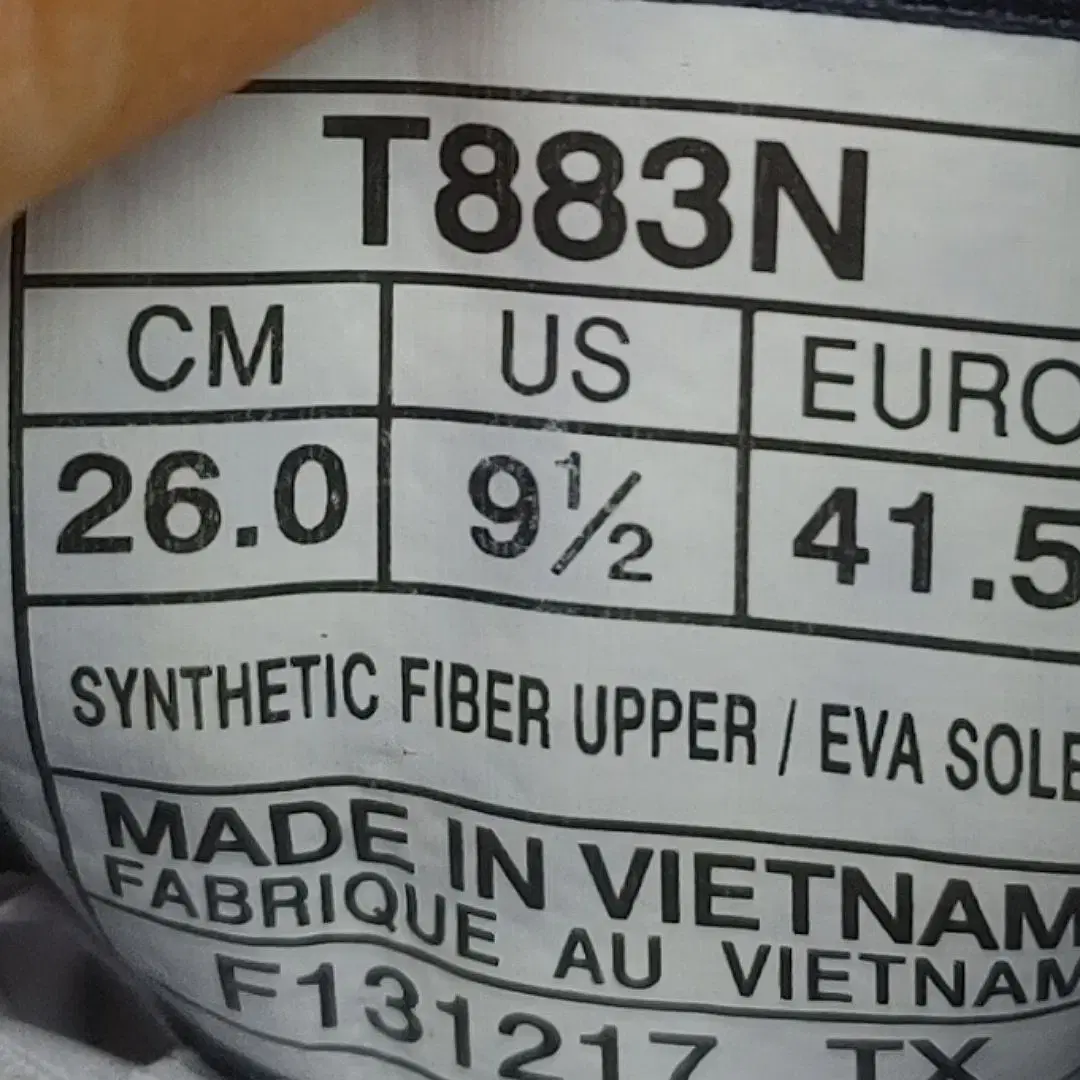 T883N
CM US EURO
26.0 9½ 41.5
SYNTHETIC FIBER UPPER / EVA SOLE
MADE IN VIETNAM
FABRIQUE AU VIETNAM
F131217 TX